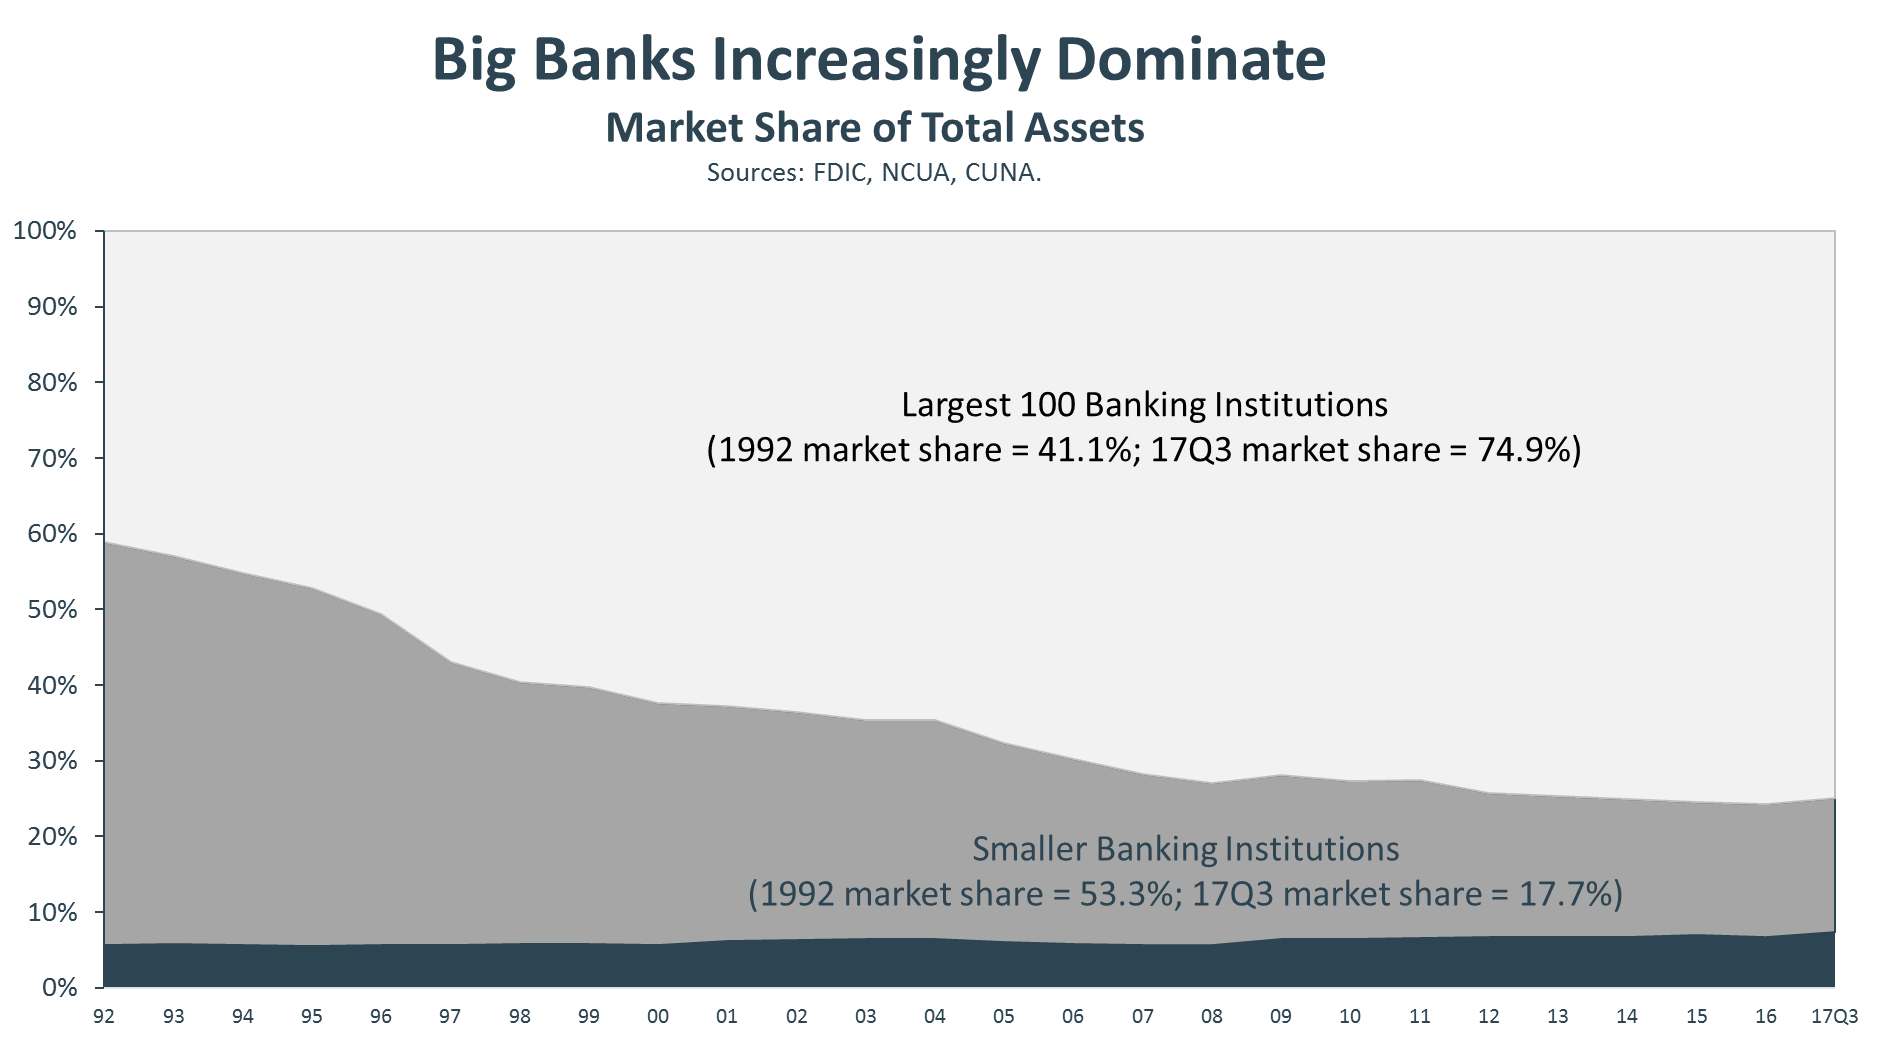 Big Banks Increasingly Dominate
Market Share of Total Assets
Sources: FDIC, NCUA, CUNA.
100%
90%
80%
70%
60%
50%
40%
30%
20%
10%
0%
Largest 100 Banking Institutions
(1992 market share = 41.1%; 17Q3 market share = 74.9%)
Smaller Banking Institutions
(1992 market share = 53.3%; 17Q3 market share = 17.7%)
92 93 94 95 96 97 98 99 00 01 02 03 04 05 06 07 08 09 10 11 12 13 14 15 16 17Q3